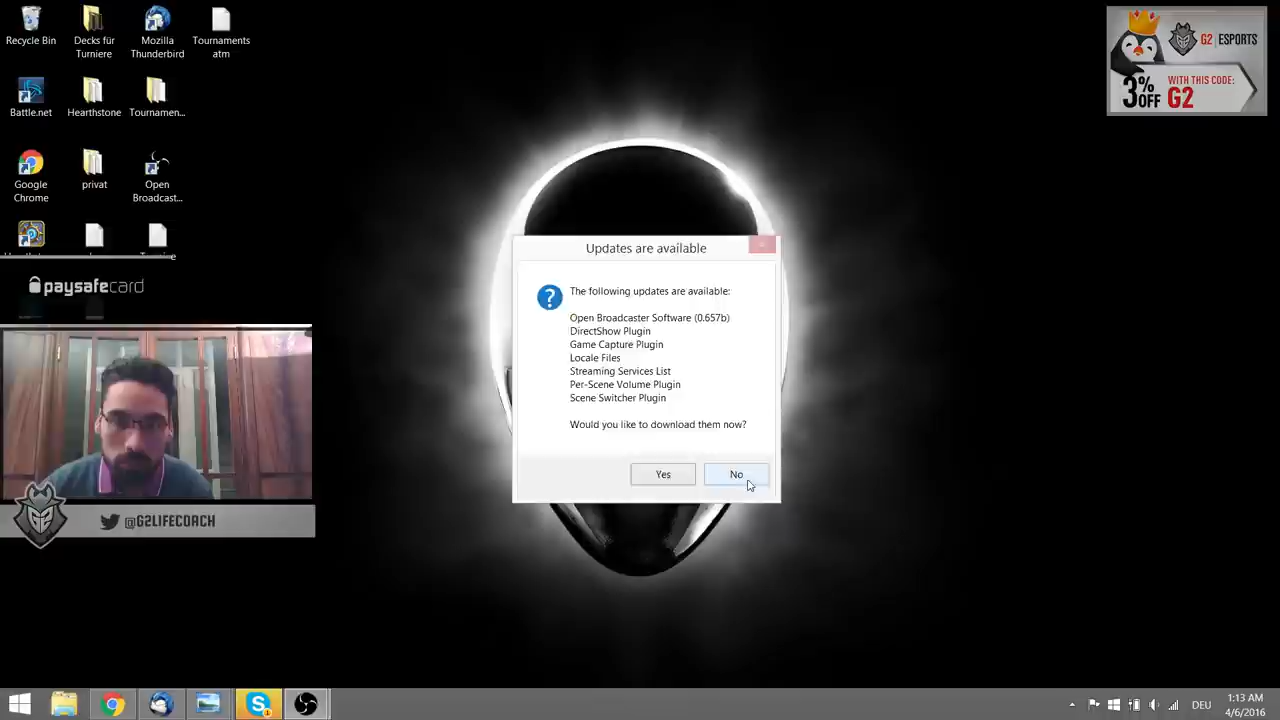 Recycle Bin
Decks für Turniere
Mozilla Thunderbird
Tournaments atm
Battle.net
Hearthstone
Tournamen...
Google Chrome
privat
Open Broadcast...
paysafecard
@G2LIFECOACH
G2 ESPORTS
3% OFF
WITH THIS CODE:
G2
Updates are available
The following updates are available:
Open Broadcaster Software (0.657b)
DirectShow Plugin
Game Capture Plugin
Locale Files
Streaming Services List
Per-Scene Volume Plugin
Scene Switcher Plugin
Would you like to download them now?
Yes
No
DEU
1:13 AM
4/6/2016